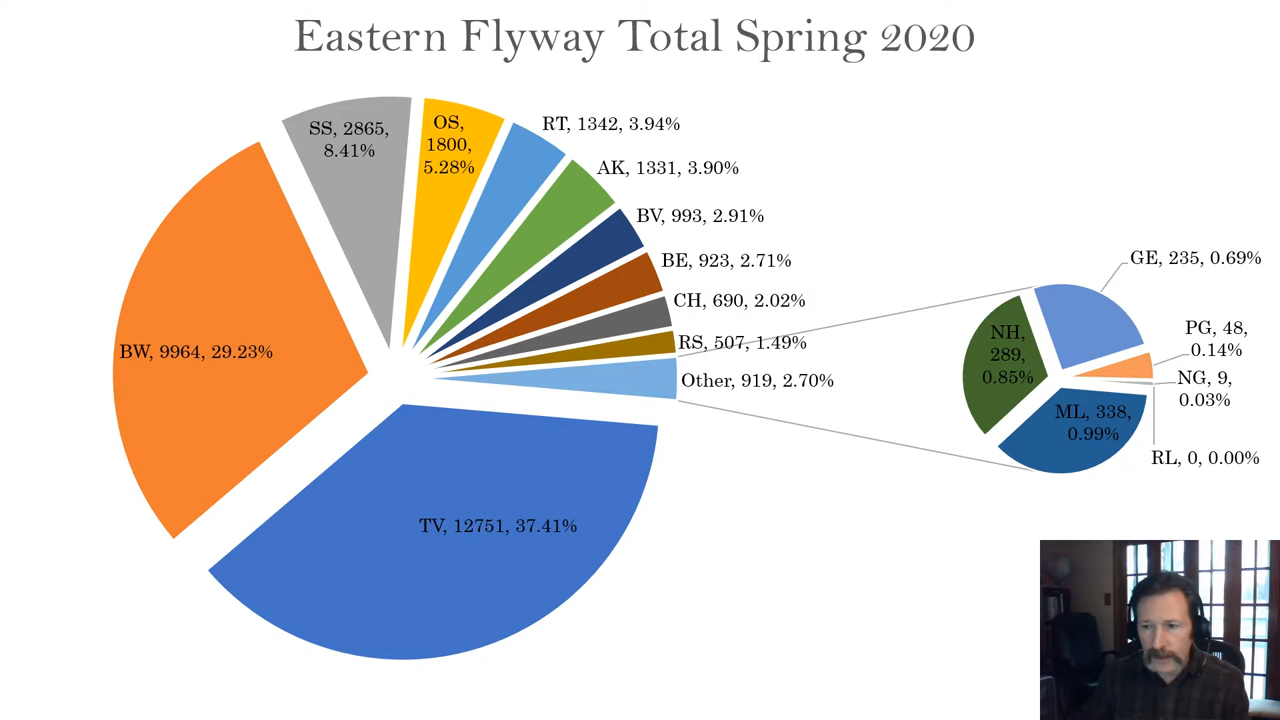 Eastern Flyway Total Spring 2020
SS, 2865,
8.41%
OS,
1800,
5.28%
RT, 1342, 3.94%
AK, 1331, 3.90%
BV, 993, 2.91%
BE, 923, 2.71%
CH, 690, 2.02%
RS, 507, 1.49%
Other, 919, 2.70%
BW, 9964, 29.23%
TV, 12751, 37.41%
GE, 235, 0.69%
PG, 48,
0.14%
NG, 9,
0.03%
RL, 0, 0.00%
NH,
289,
0.85%
ML, 338,
0.99%